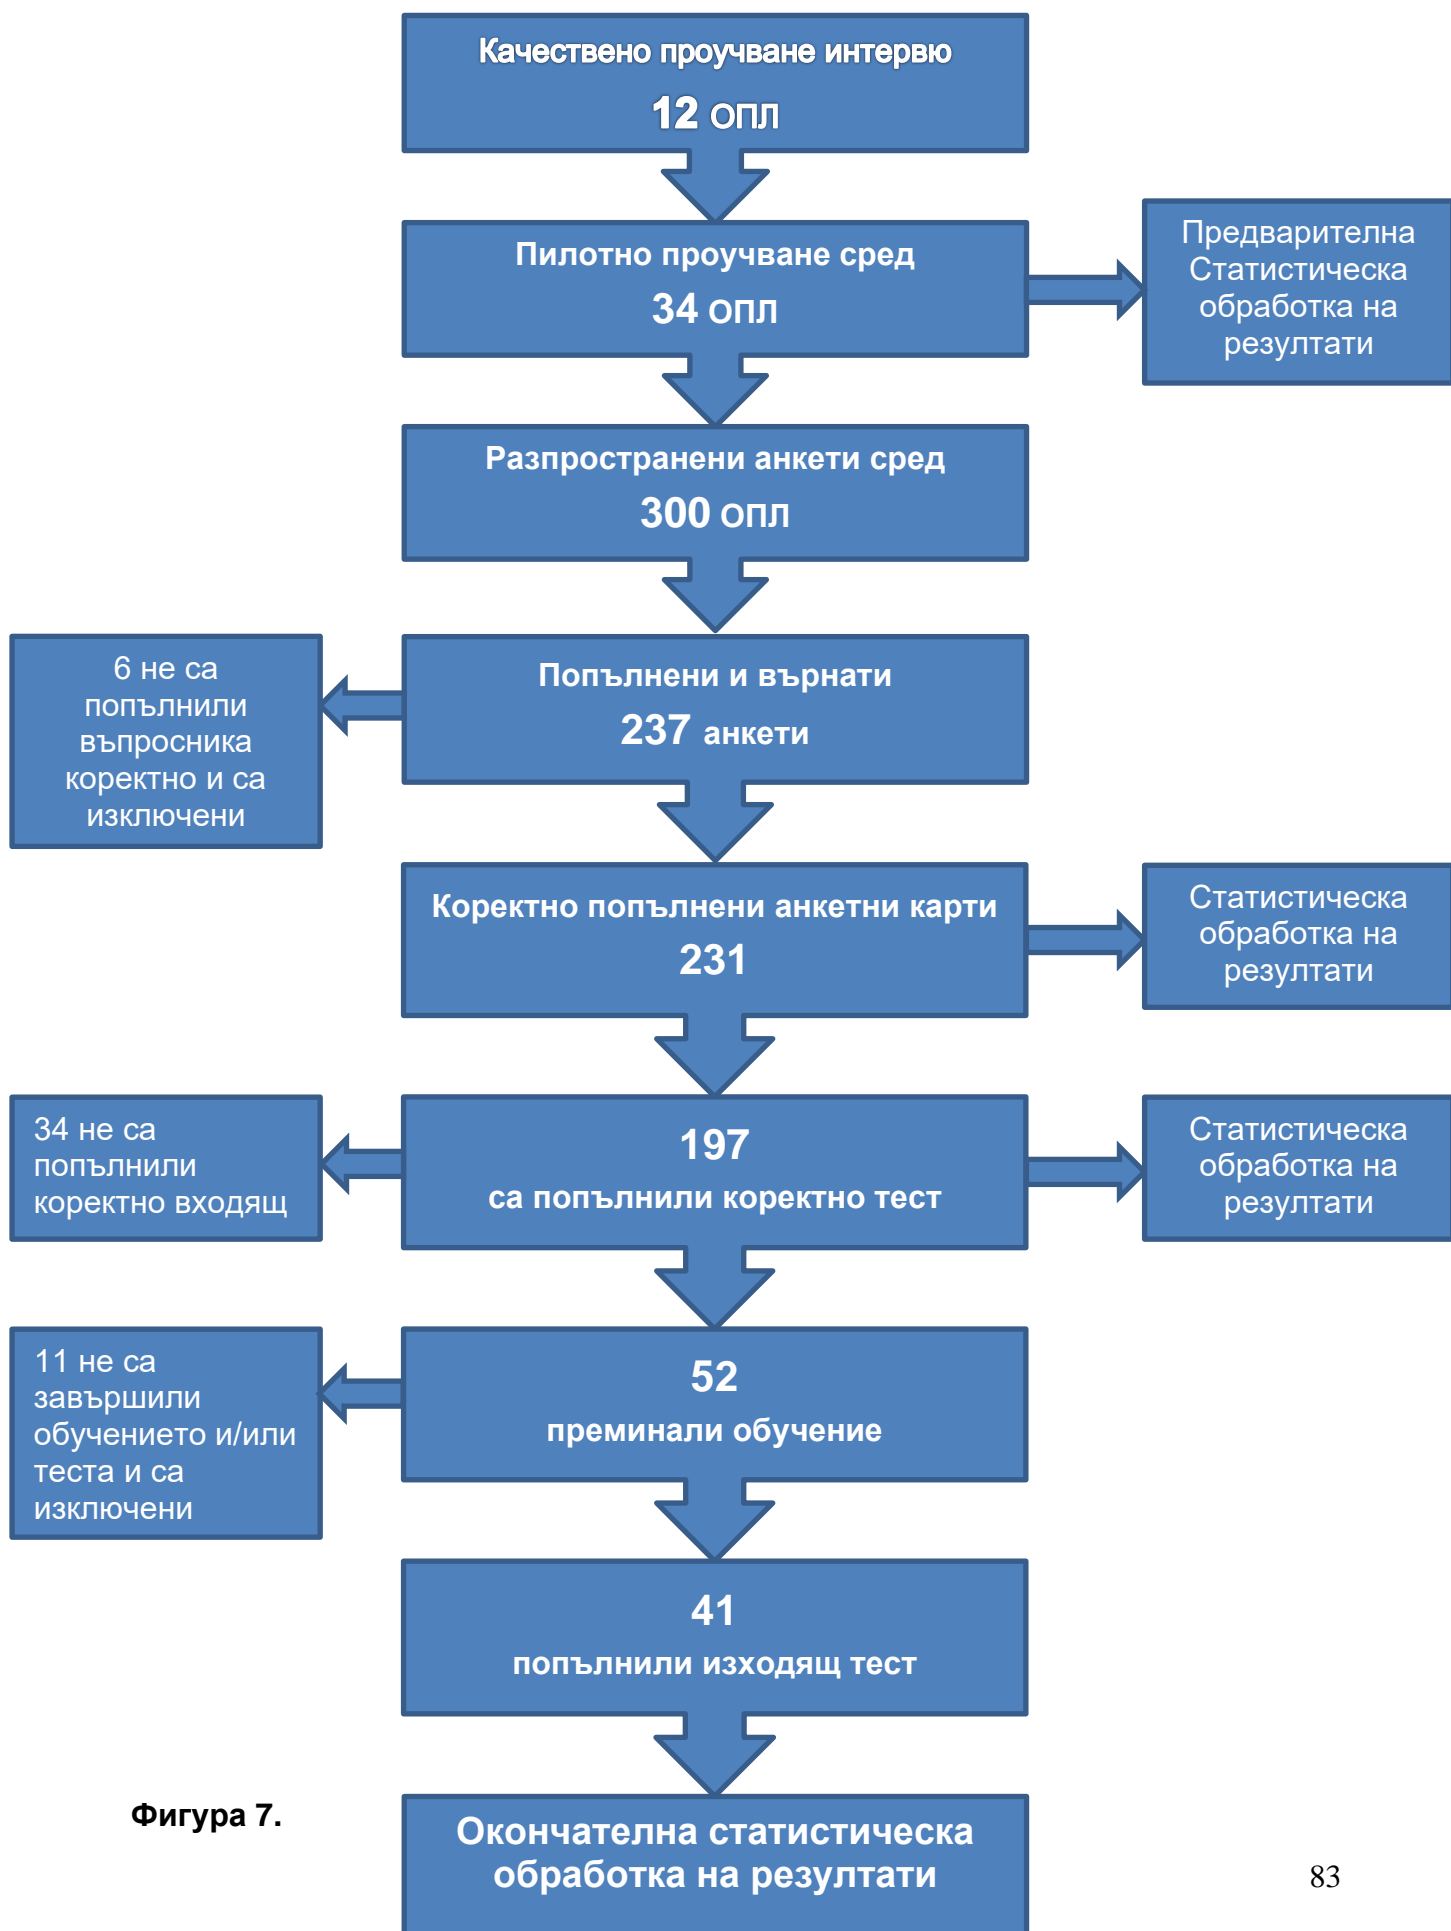 Качествено проучване интервю
12 ОПЛ
Пилотно проучване сред
34 ОПЛ
Предварителна
Статистическа
обработка на
резултати
Разпространени анкети сред
300 ОПЛ
6 не са
попълнили
въпросника
коректно и са
изключени
Попълнени и върнати
237 анкети
Коректно попълнени анкетни карти
231
Статистическа
обработка на
резултати
34 не са
попълнили
коректно входящ
197
са попълнили коректно тест
Статистическа
обработка на
резултати
11 не са
завършили
обучението и/или
теста и са
изключени
52
преминали обучение
41
попълнили изходящ тест
Фигура 7.
Окончателна статистическа
обработка на резултати
83